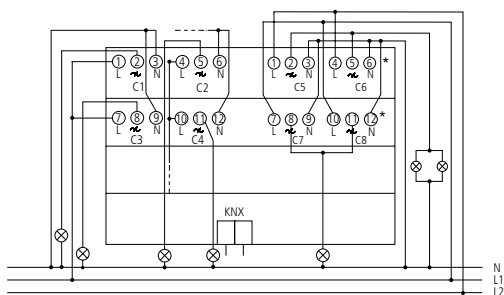 1 2 3 4 5 6 1 2 3 4 5 6 *
L N L N L N L N
C1 C2 C5 C6
7 8 9 10 11 12 7 8 9 10 11 12 *
L N L N L N L N
C3 C4 C7 C8
KNX
N
L1
L2